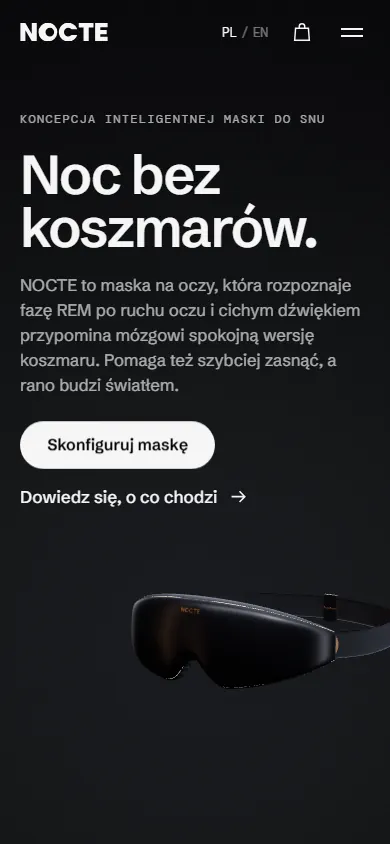 NOCTE
PL / EN
KONCEPCJA INTELIGENTNEJ MASKI DO SNU
Noc bez
koszmarów.
NOCTE to maska na oczy, która rozpoznaje
fazę REM po ruchu oczu i cichym dźwiękiem
przypomina mózgowi spokojną wersję
koszmaru. Pomaga też szybciej zasnąć, a
rano budzi światłem.
Skonfiguruj maskę
Dowiedz się, o co chodzi →
NOCTE